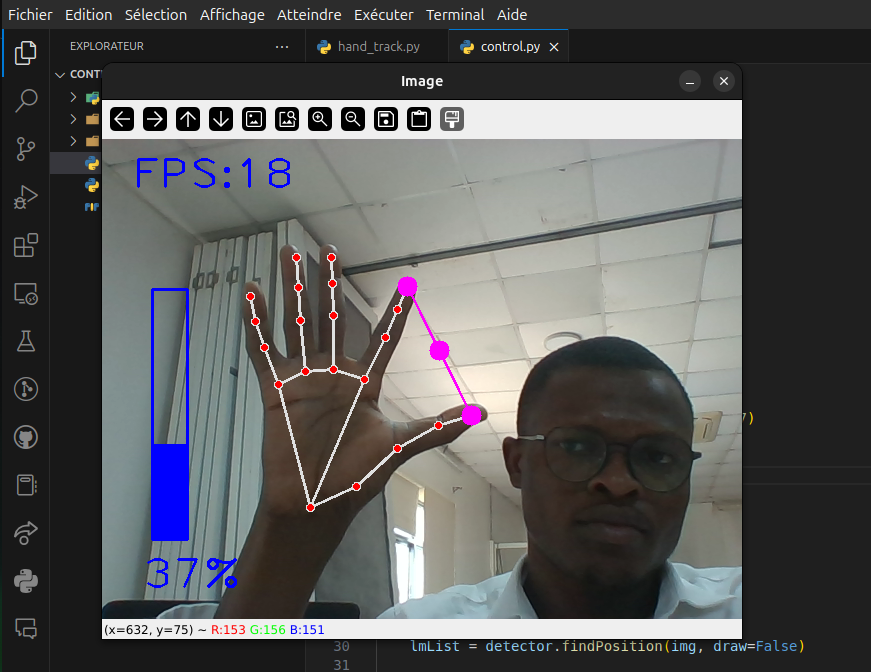 Fichier Edition Sélection Affichage Atteindre Exécuter Terminal Aide
EXPLORATEUR
hand_track.py
control.py
CONT
Image
FPS:18
37%
(x=632, y=75) ~ R:153 G:156 B:151
)
30 lmList = detector.findPosition(img, draw=False)
31